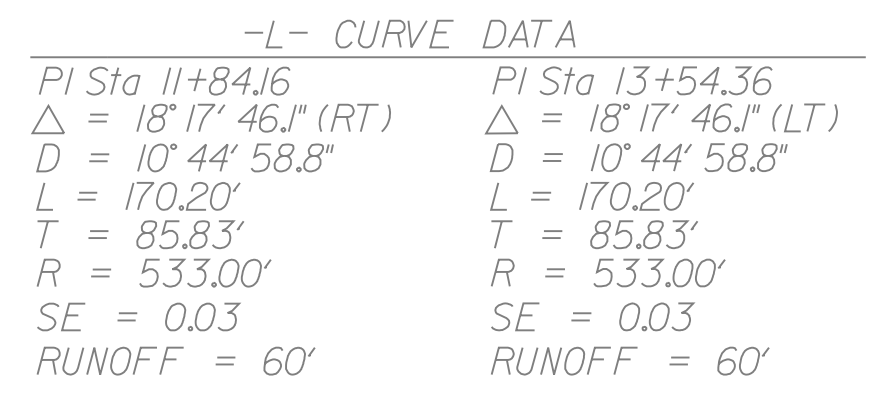 -L- CURVE DATA
PI Sta 11+84.16
△ = 18° 17' 46.1" (RT)
D = 10° 44' 58.8"
L = 170.20'
T = 85.83'
R = 533.00'
SE = 0.03
RUNOFF = 60'
PI Sta 13+54.36
△ = 18° 17' 46.1" (LT)
D = 10° 44' 58.8"
L = 170.20'
T = 85.83'
R = 533.00'
SE = 0.03
RUNOFF = 60'